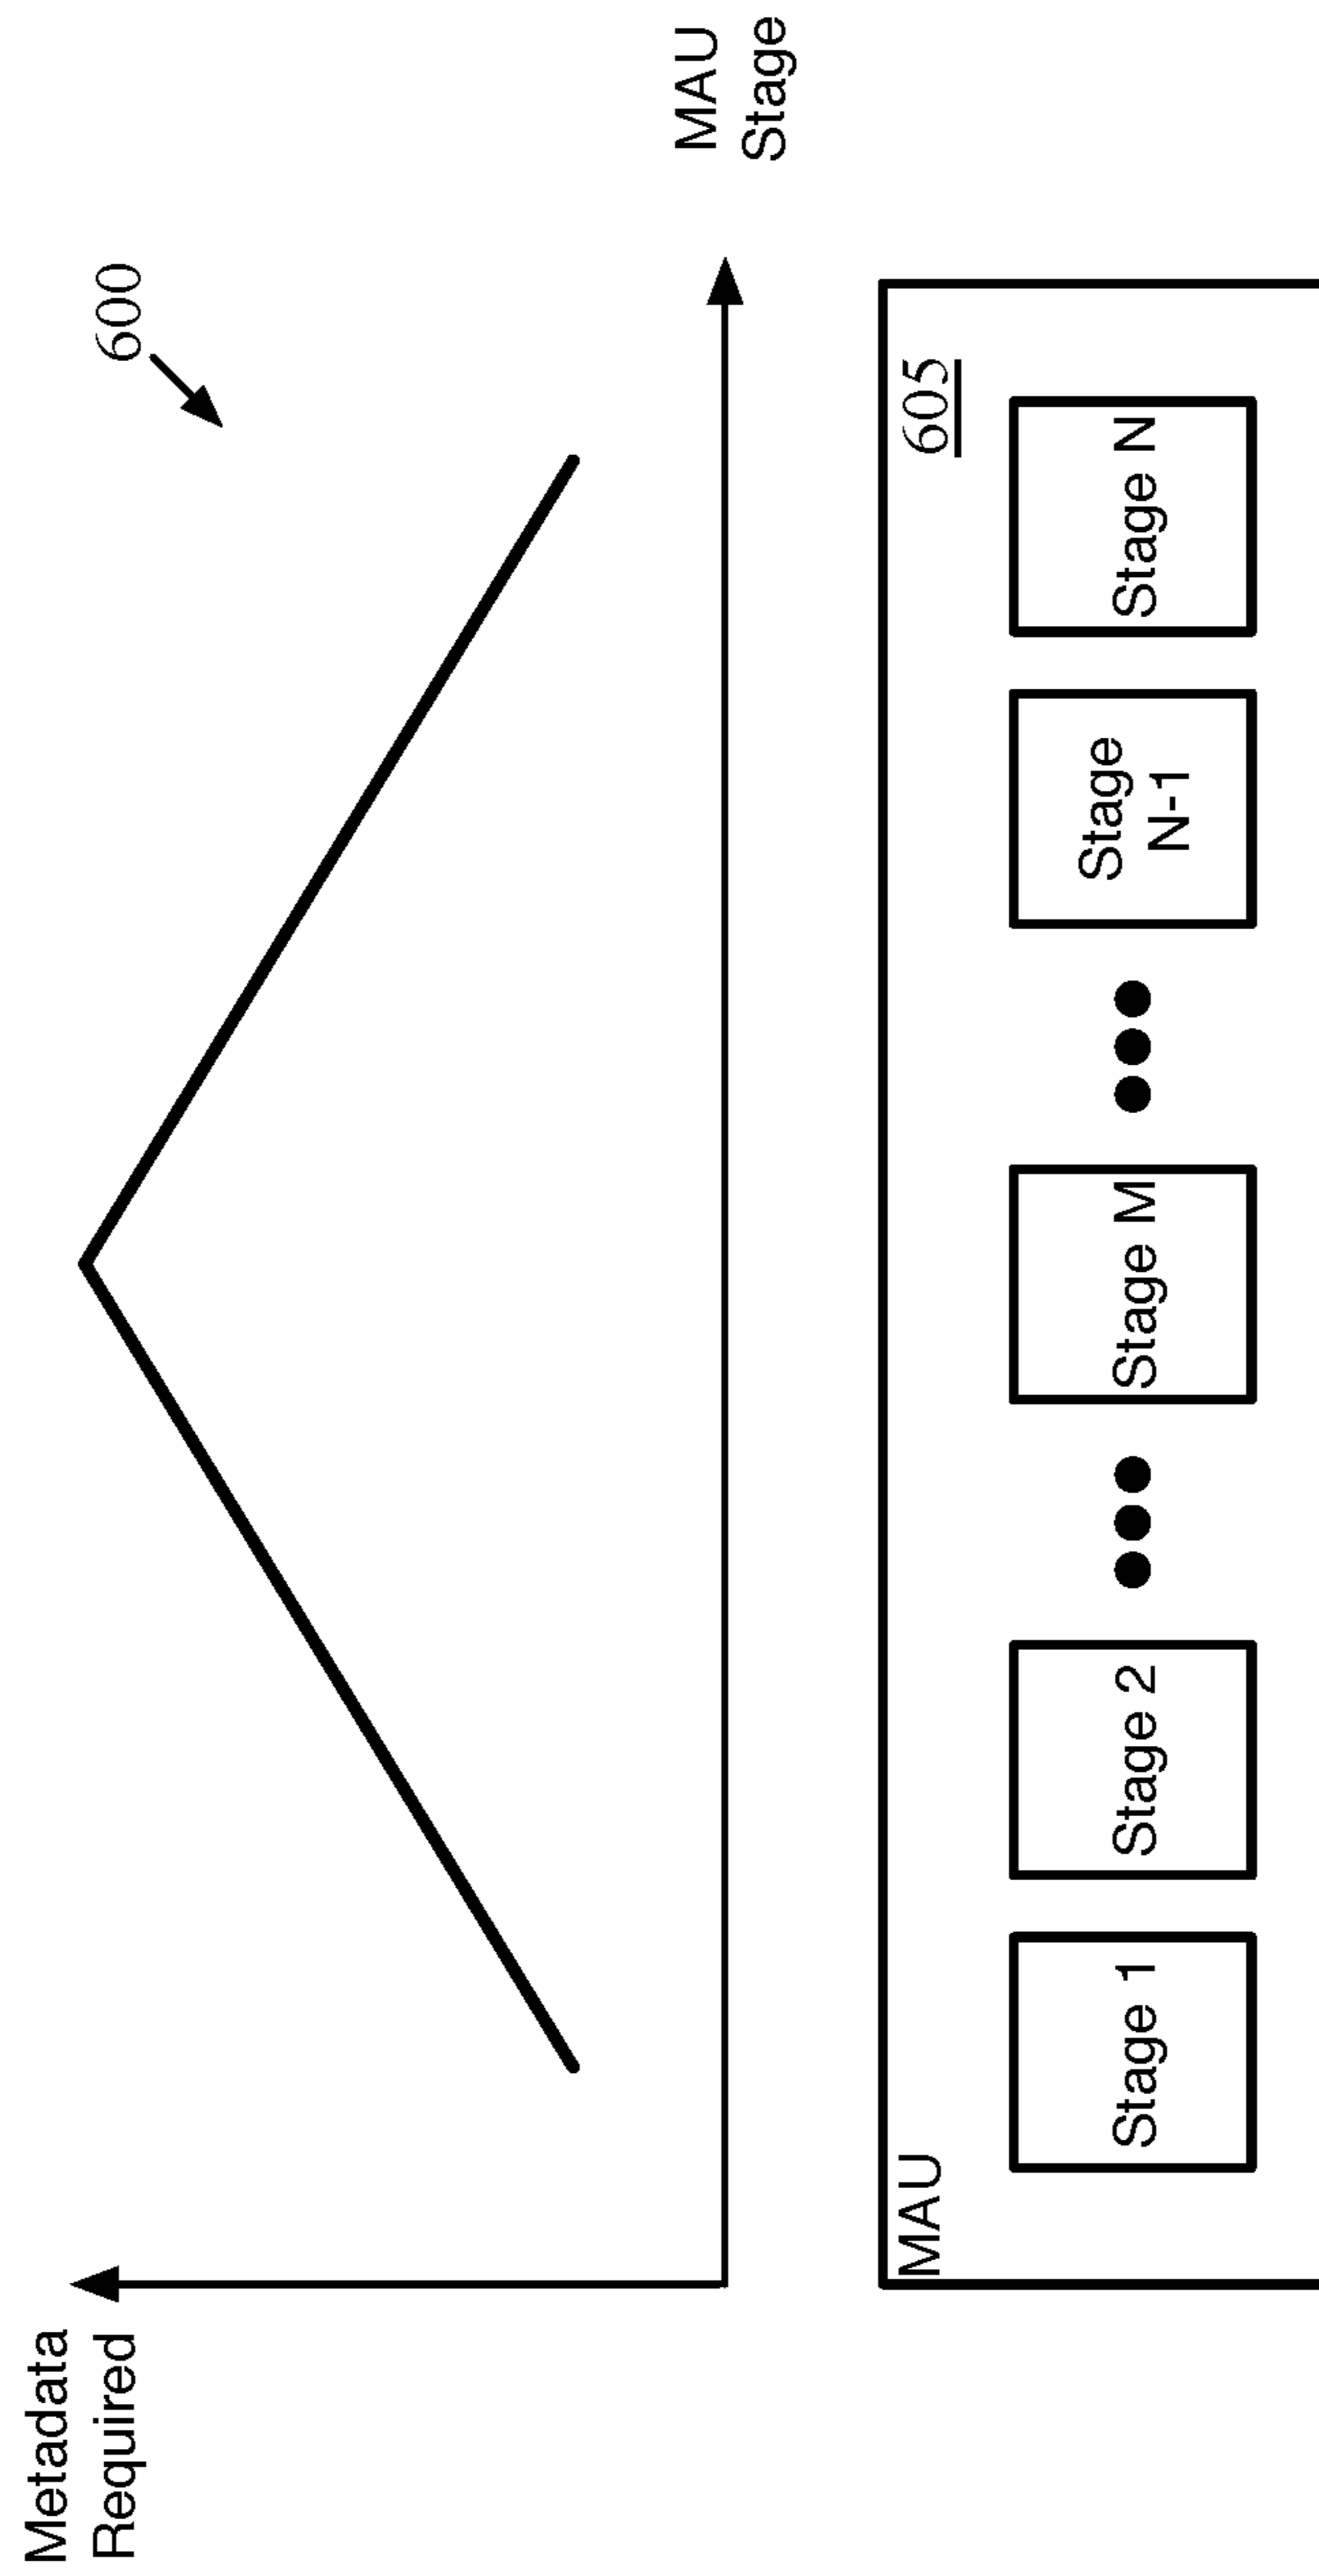 Metadata
Required
600
MAU
Stage
MAU
605
Stage 1
Stage 2
Stage M
Stage
N-1
Stage N